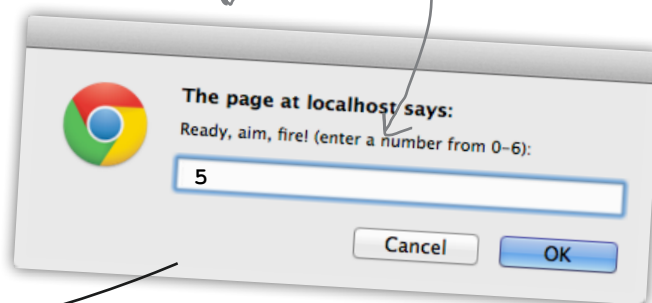 The page at localhost says:
Ready, aim, fire! (enter a number from 0–6):
5
Cancel OK